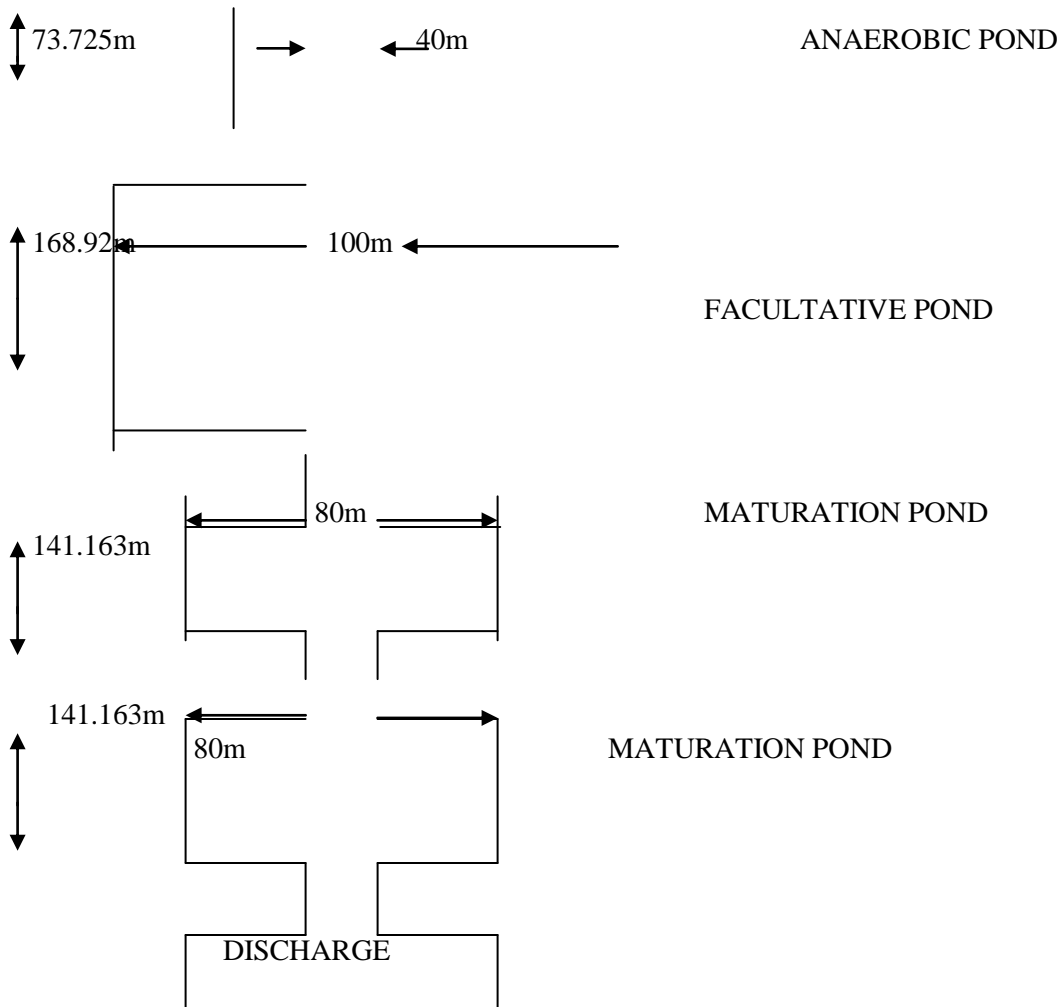 73.725m 40m ANAEROBIC POND
168.92m 100m
FACULTATIVE POND
80m MATURATION POND
141.163m
141.163m
80m MATURATION POND
DISCHARGE